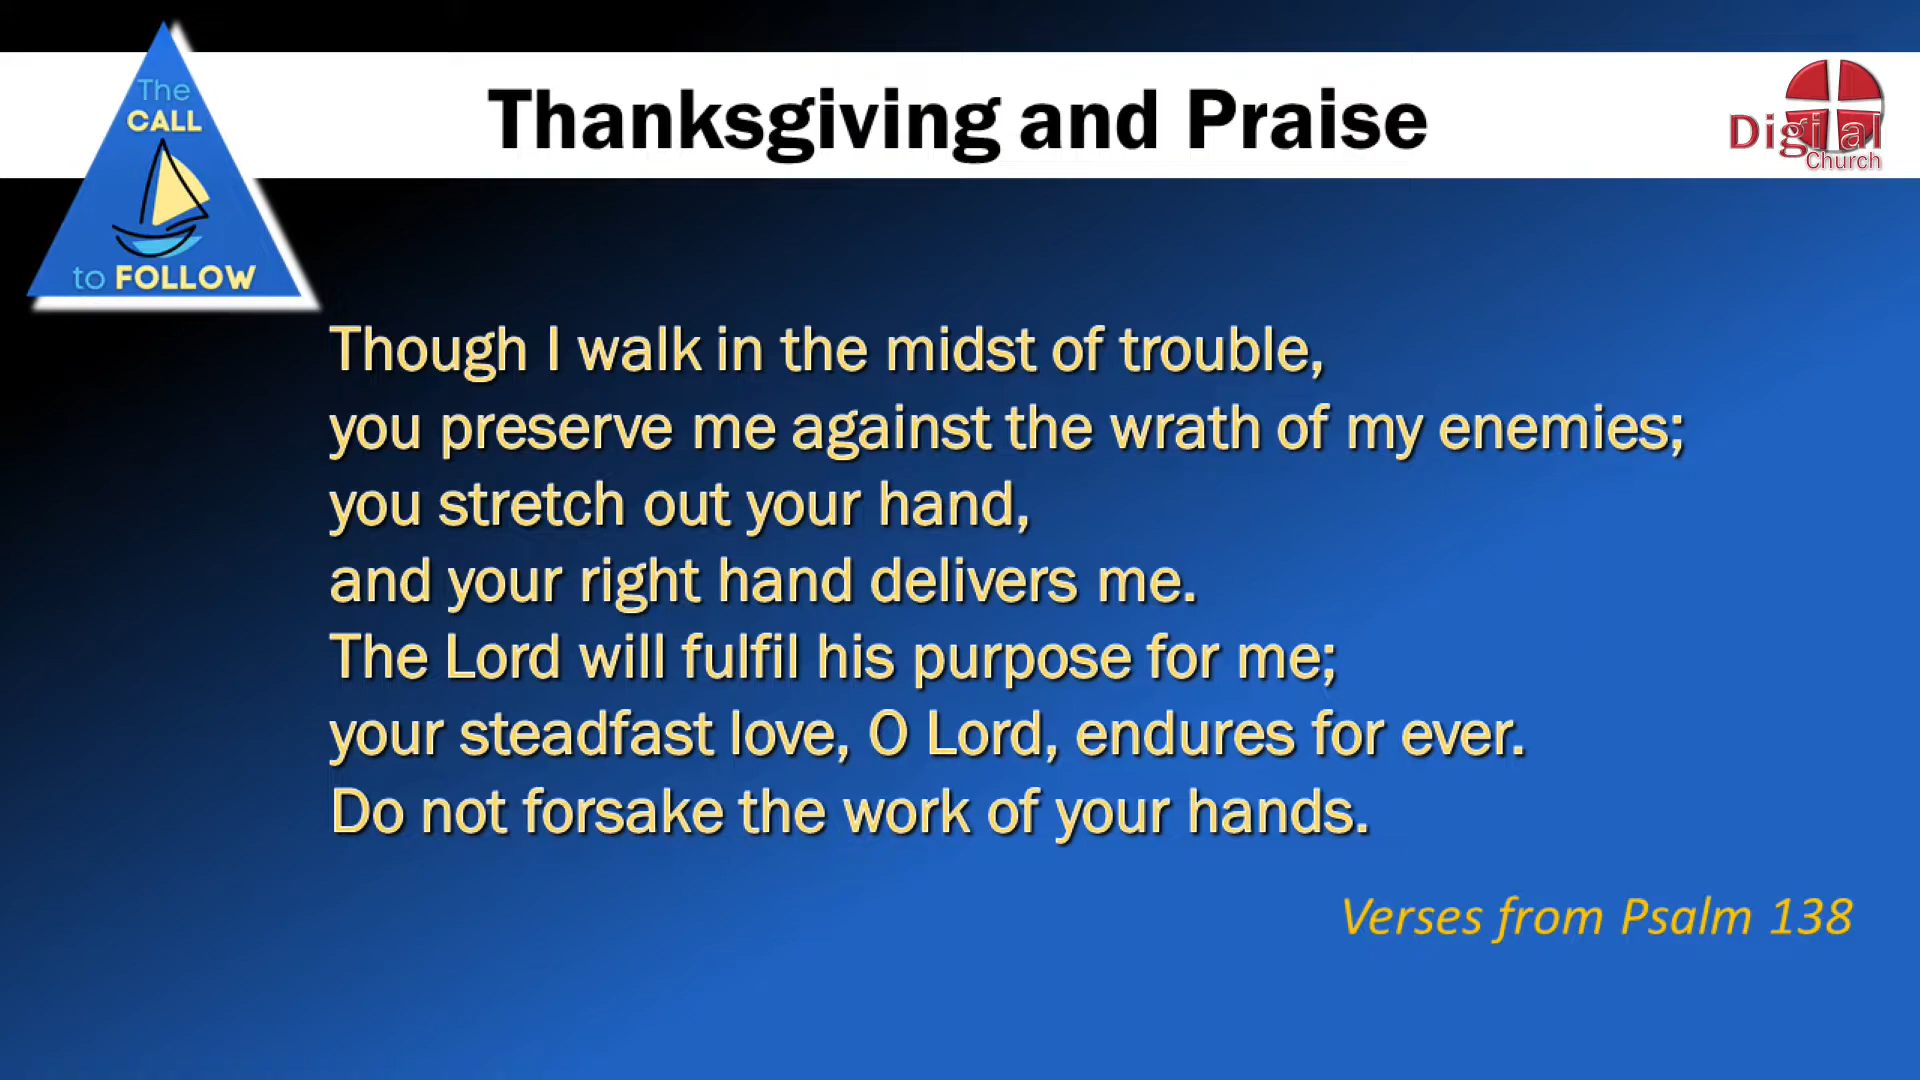 The
CALL
to FOLLOW
Thanksgiving and Praise
Digital
Church
Though I walk in the midst of trouble,
you preserve me against the wrath of my enemies;
you stretch out your hand,
and your right hand delivers me.
The Lord will fulfil his purpose for me;
your steadfast love, O Lord, endures for ever.
Do not forsake the work of your hands.
Verses from Psalm 138